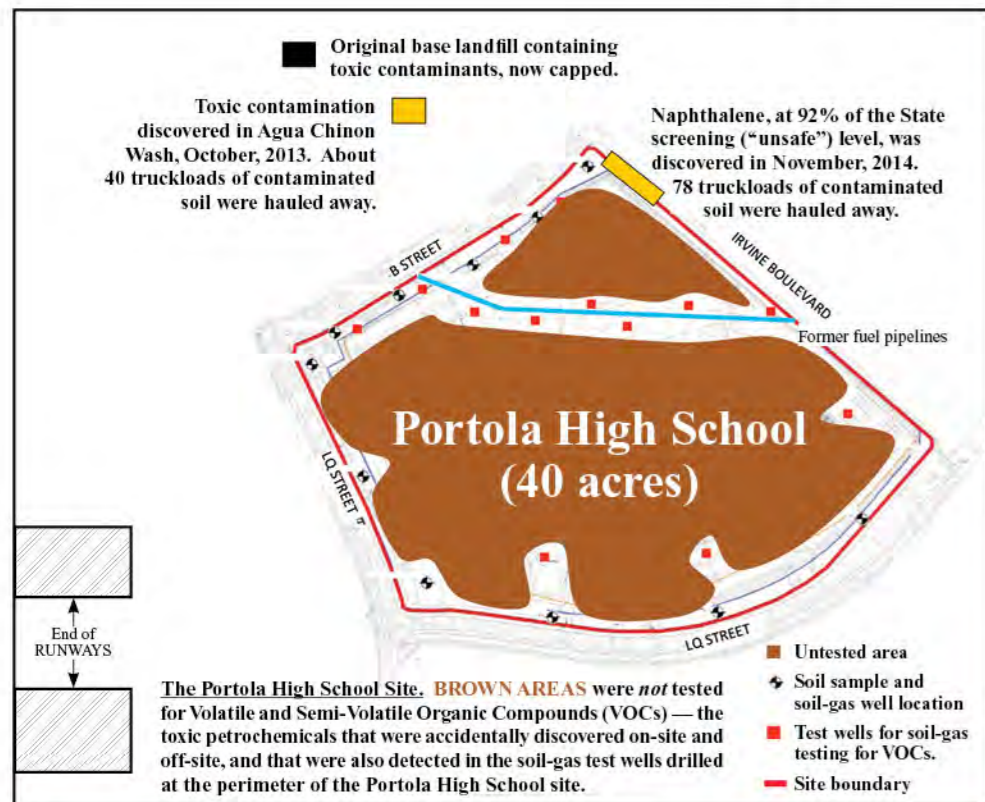 Original base landfill containing
toxic contaminants, now capped.
Toxic contamination
discovered in Agua Chinon
Wash, October, 2013. About
40 truckloads of contaminated
soil were hauled away.
Naphthalene, at 92% of the State
screening (“unsafe”) level, was
discovered in November, 2014.
78 truckloads of contaminated
soil were hauled away.
B STREET
IRVINE BOULEVARD
Former fuel pipelines
Portola High School
(40 acres)
LQ STREET
LQ STREET
End of
RUNWAYS
Untested area
Soil sample and
soil-gas well location
Test wells for soil-gas
testing for VOCs.
Site boundary
The Portola High School Site. BROWN AREAS were not tested
for Volatile and Semi-Volatile Organic Compounds (VOCs) — the
toxic petrochemicals that were accidentally discovered on-site and
off-site, and that were also detected in the soil-gas test wells drilled
at the perimeter of the Portola High School site.